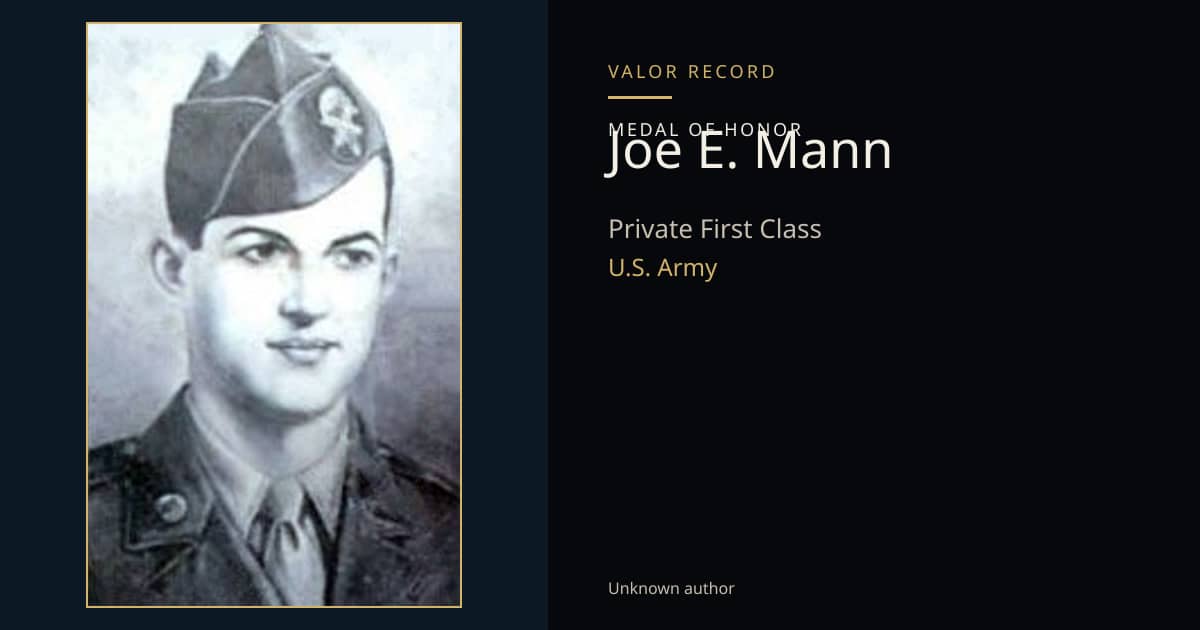 VALOR RECORD
MEDAL OF HONOR
Joe E. Mann
Private First Class
U.S. Army
Unknown author